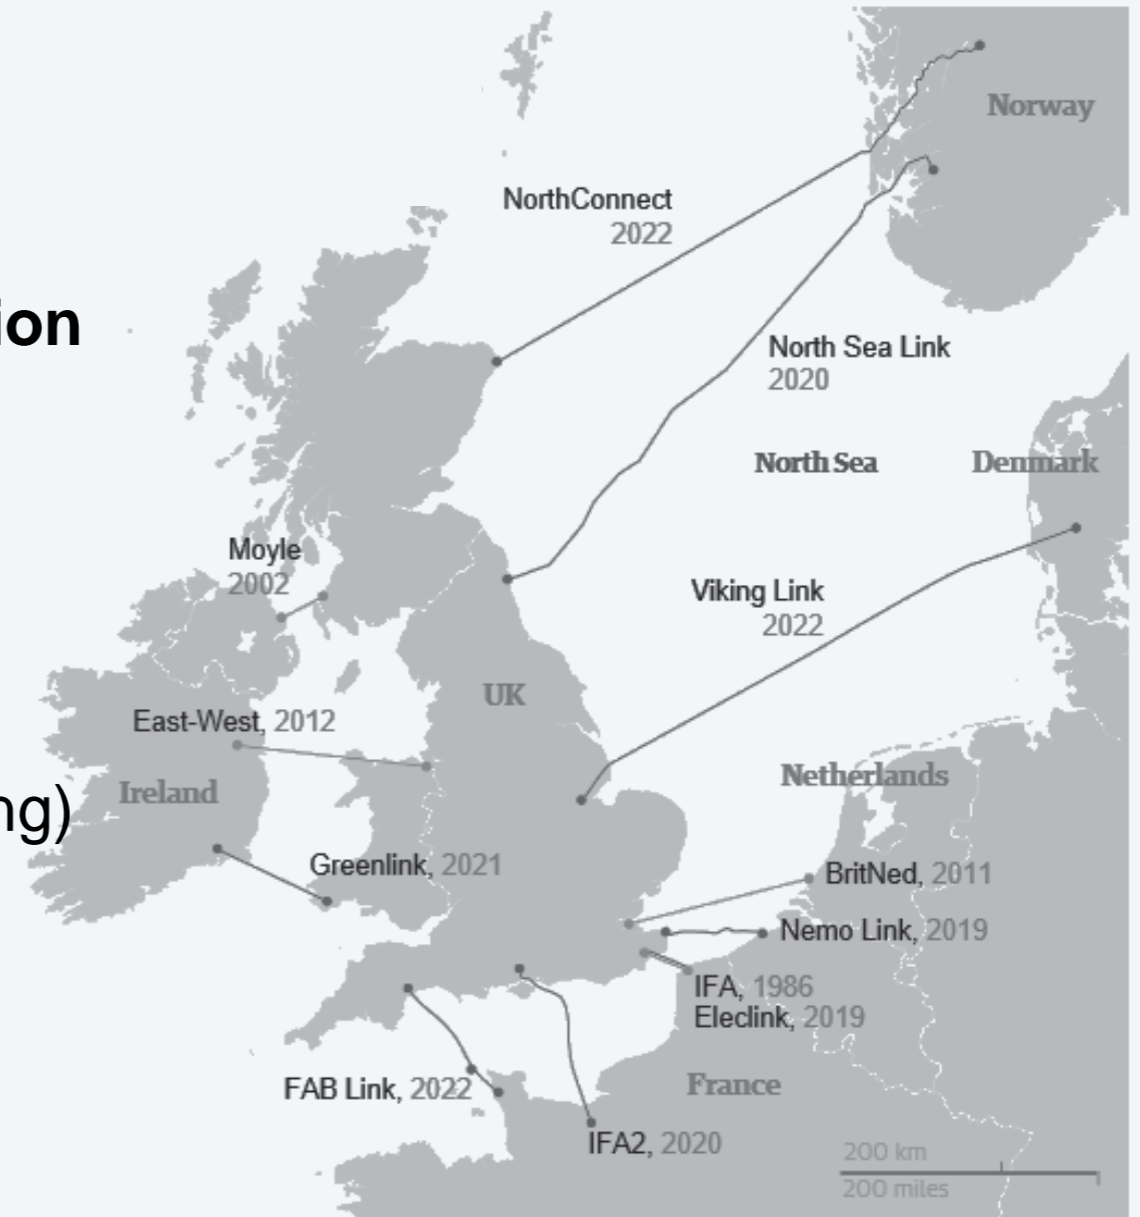 Norway
NorthConnect
2022
ion
North Sea Link
2020
North Sea
Denmark
Moyle
2002
Viking Link
2022
UK
East-West, 2012
Netherlands
Ireland
ng)
Greenlink, 2021
BritNed, 2011
Nemo Link, 2019
IFA, 1986
Eleclink, 2019
FAB Link, 2022
France
IFA2, 2020
200 km
200 miles